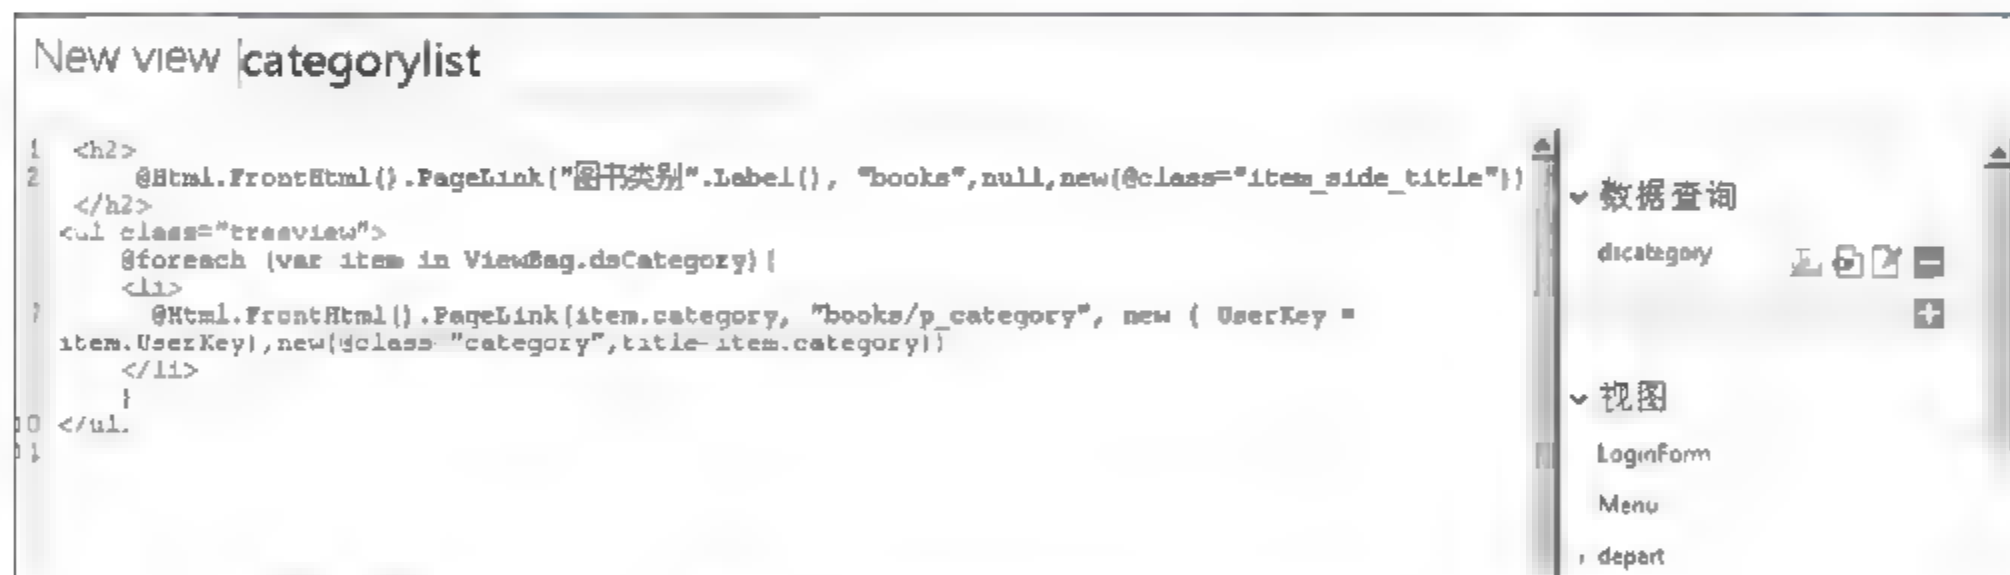 New view categorylist
1 <h2>
2 @Html.FrontHtml().PageLink("图书类别".Label(), "books",null,new{@class="item_side_title"})
</h2>
<ul class="treeview">
@foreach (var item in ViewBag.dsCategory){
<li>
7 @Html.FrontHtml().PageLink(item.category, "books/p_category", new { UserKey =
item.UserKey},new{@class="category",title=item.category})
</li>
}
10 </ul>
11
数据查询
dscategory
视图
LoginForm
Menu
depart